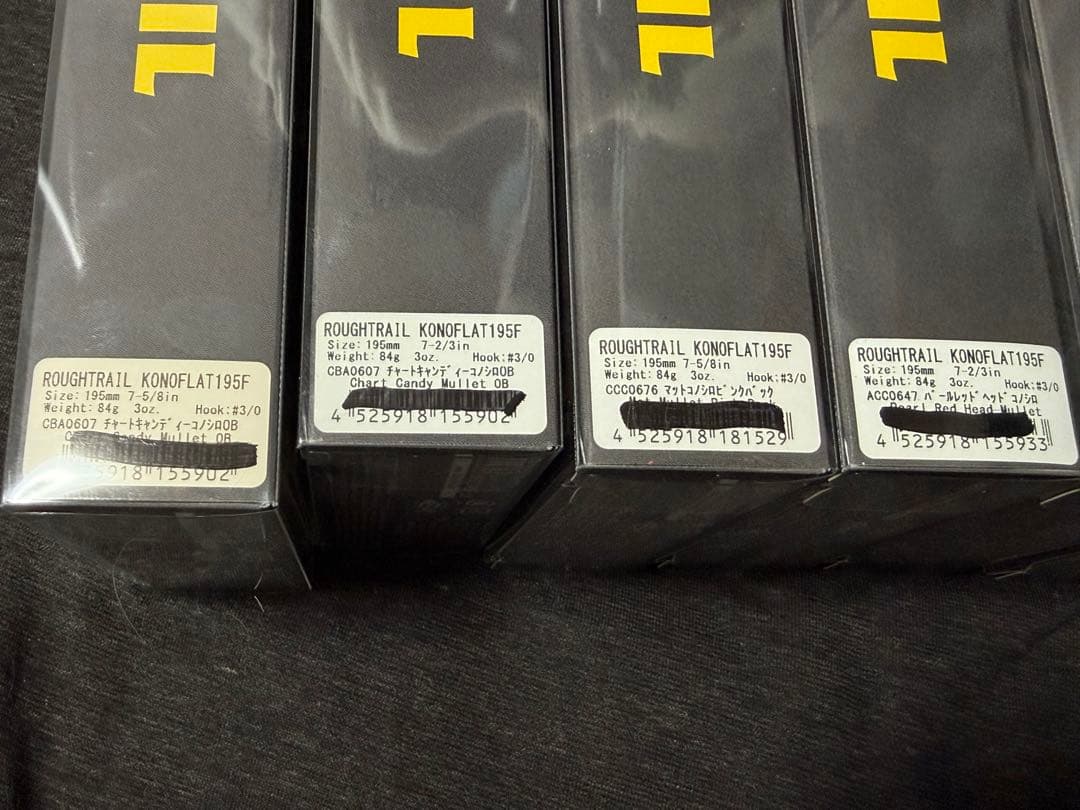 ROUGHTRAIL KONOFLAT195F
Size:195mm 7-5/8in
Weight:84g 3oz. Hook:#3/0
CBA0607 ﾁｬｰﾄｷｬﾝﾃﾞｨｰｺﾉｼﾛOB
Mullet OB
5918 155902
ROUGHTRAIL KONOFLAT195F
Size:195mm 7-2/3in
Weight:84g 3oz. Hook:#3/0
CBA0607 ﾁｬｰﾄｷｬﾝﾃﾞｨｰｺﾉｼﾛOB
Chart Candy Mullet OB
4 525918 155902
ROUGHTRAIL KONOFLAT195F
Size:195mm 7-5/8in
Weight:84g 3oz. Hook:#3/0
CCC0676 ﾏｯﾄｺﾉｼﾛﾋﾟﾝｸﾊﾞｯｸ
4 525918 181529
ROUGHTRAIL KONOFLAT195F
Size:195mm 7-2/3in
Weight:84g 3oz. Hook:#3/0
ACC0647 ﾊﾟｰﾙﾚｯﾄﾞﾍｯﾄﾞｺﾉｼﾛ
Pearl Red Head Mullet
4 525918 155933